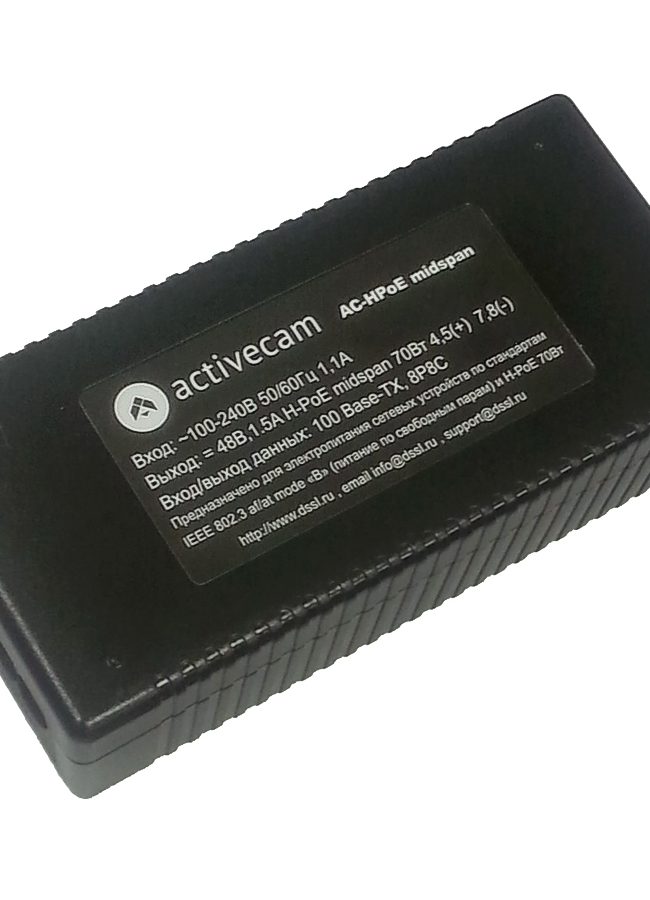 activecam AC-HPoE midspan
Вход: ~100-240В 50/60Гц 1,1А
Выход: = 48В,1.5А H-PoE midspan 70Вт 4,5(+) 7,8(-)
Вход/выход данных: 100 Base-TX, 8P8C
Предназначено для электропитания сетевых устройств по стандартам
IEEE 802.3 af/at mode «B» (питание по свободным парам) и H-PoE 70Вт
http://www.dssl.ru , email info@dssl.ru , support@dssl.ru